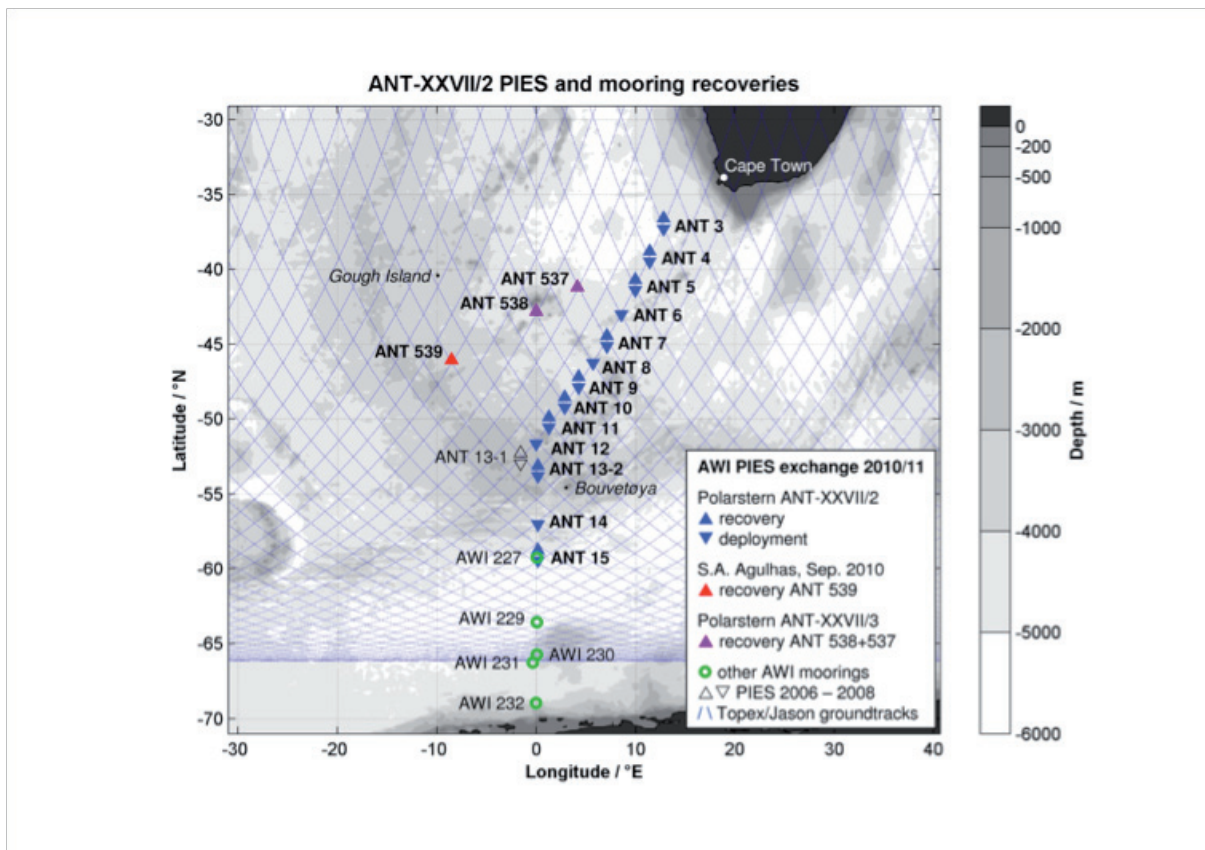 ANT-XXVII/2 PIES and mooring recoveries
-30
-35
-40
-45
-50
-55
-60
-65
-70
Latitude / °N
Cape Town
ANT 3
ANT 4
Gough Island
ANT 537
ANT 5
ANT 538
ANT 6
ANT 539
ANT 7
ANT 8
ANT 9
ANT 10
ANT 11
ANT 12
ANT 13-1
ANT 13-2
Bouvetøya
ANT 14
AWI 227
ANT 15
AWI 229
AWI 230
AWI 231
AWI 232
AWI PIES exchange 2010/11
Polarstern ANT-XXVII/2
recovery
deployment
S.A. Agulhas, Sep. 2010
recovery ANT 539
Polarstern ANT-XXVII/3
recovery ANT 538+537
other AWI moorings
PIES 2006 – 2008
Topex/Jason groundtracks
-30 -20 -10 0 10 20 30 40
Longitude / °E
0
-200
-500
-1000
-2000
-3000
-4000
-5000
-6000
Depth / m